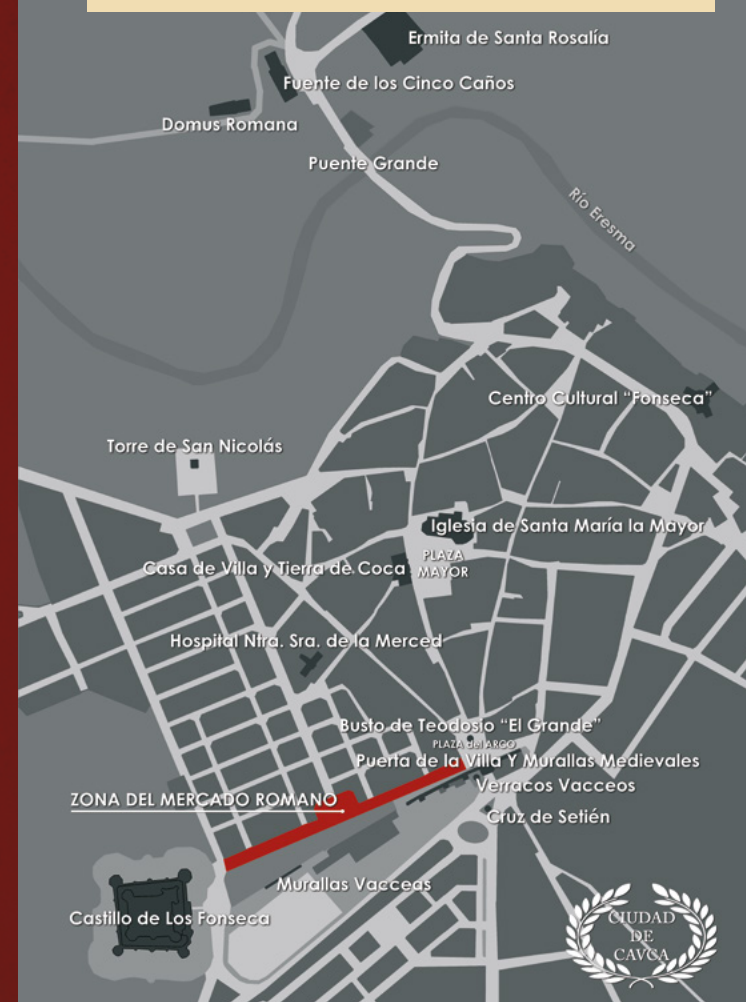 Ermita de Santa Rosalía
Fuente de los Cinco Caños
Domus Romana
Puente Grande
Río Eresma
Centro Cultural "Fonseca"
Torre de San Nicolás
Iglesia de Santa María la Mayor
PLAZA
MAYOR
Casa de Villa y Tierra de Coca
Hospital Ntra. Sra. de la Merced
Busto de Teodosio "El Grande"
PLAZA del ARCO
Puerta de la Villa Y Murallas Medievales
Verracos Vacceos
ZONA DEL MERCADO ROMANO
Cruz de Setién
Murallas Vacceas
Castillo de Los Fonseca
CIUDAD
DE
CAVCA